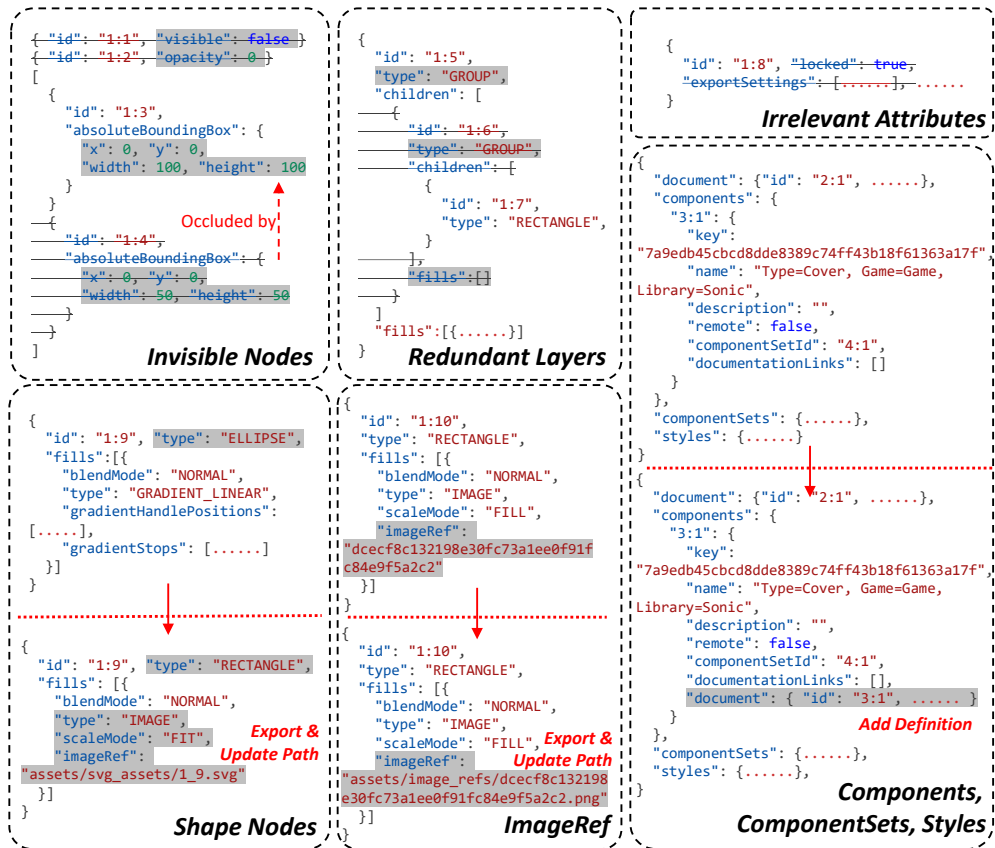 { "id": "1:1", "visible": false }
{ "id": "1:2", "opacity": 0 }
[
{
"id": "1:3",
"absoluteBoundingBox": {
"x": 0, "y": 0,
"width": 100, "height": 100
}
}
Occluded by
{
"id": "1:4",
"absoluteBoundingBox": {
"x": 0, "y": 0,
"width": 50, "height": 50
}
}
]
Invisible Nodes
{
"id": "1:5",
"type": "GROUP",
"children": [
{
"id": "1:6",
"type": "GROUP",
"children": [
{
"id": "1:7",
"type": "RECTANGLE",
}
],
"fills":[]
}
]
"fills":[{......}]
}
Redundant Layers
{
"id": "1:8", "locked": true,
"exportSettings": [......], ......
}
Irrelevant Attributes
{
"document": {"id": "2:1", ......},
"components": {
"3:1": {
"key":
"7a9edb45cbcd8dde8389c74ff43b18f61363a17f",
"name": "Type=Cover, Game=Game,
Library=Sonic",
"description": "",
"remote": false,
"componentSetId": "4:1",
"documentationLinks": []
}
},
"componentSets": {......},
"styles": {......}
}
{
"document": {"id": "2:1", ......},
"components": {
"3:1": {
"key":
"7a9edb45cbcd8dde8389c74ff43b18f61363a17f",
"name": "Type=Cover, Game=Game,
Library=Sonic",
"description": "",
"remote": false,
"componentSetId": "4:1",
"documentationLinks": [],
"document": { "id": "3:1", ...... }
}
Add Definition
},
"componentSets": {......},
"styles": {......},
}
Components,
ComponentSets, Styles
{
"id": "1:9", "type": "ELLIPSE",
"fills":[{
"blendMode": "NORMAL",
"type": "GRADIENT_LINEAR",
"gradientHandlePositions":
[.....],
"gradientStops": [......]
}]
}
{
"id": "1:9", "type": "RECTANGLE",
"fills": [{
"blendMode": "NORMAL",
"type": "IMAGE",
"scaleMode": "FIT",
"imageRef":
"assets/svg_assets/1_9.svg"
}]
}
Export &
Update Path
Shape Nodes
{
"id": "1:10",
"type": "RECTANGLE",
"fills": [{
"blendMode": "NORMAL",
"type": "IMAGE",
"scaleMode": "FILL",
"imageRef":
"dcecf8c132198e30fc73a1ee0f91f
c84e9f5a2c2"
}]
}
{
"id": "1:10",
"type": "RECTANGLE",
"fills": [{
"blendMode": "NORMAL",
"type": "IMAGE",
"scaleMode": "FILL",
"imageRef":
"assets/image_refs/dcecf8c132198
e30fc73a1ee0f91fc84e9f5a2c2.png"
}]
}
Export &
Update Path
ImageRef